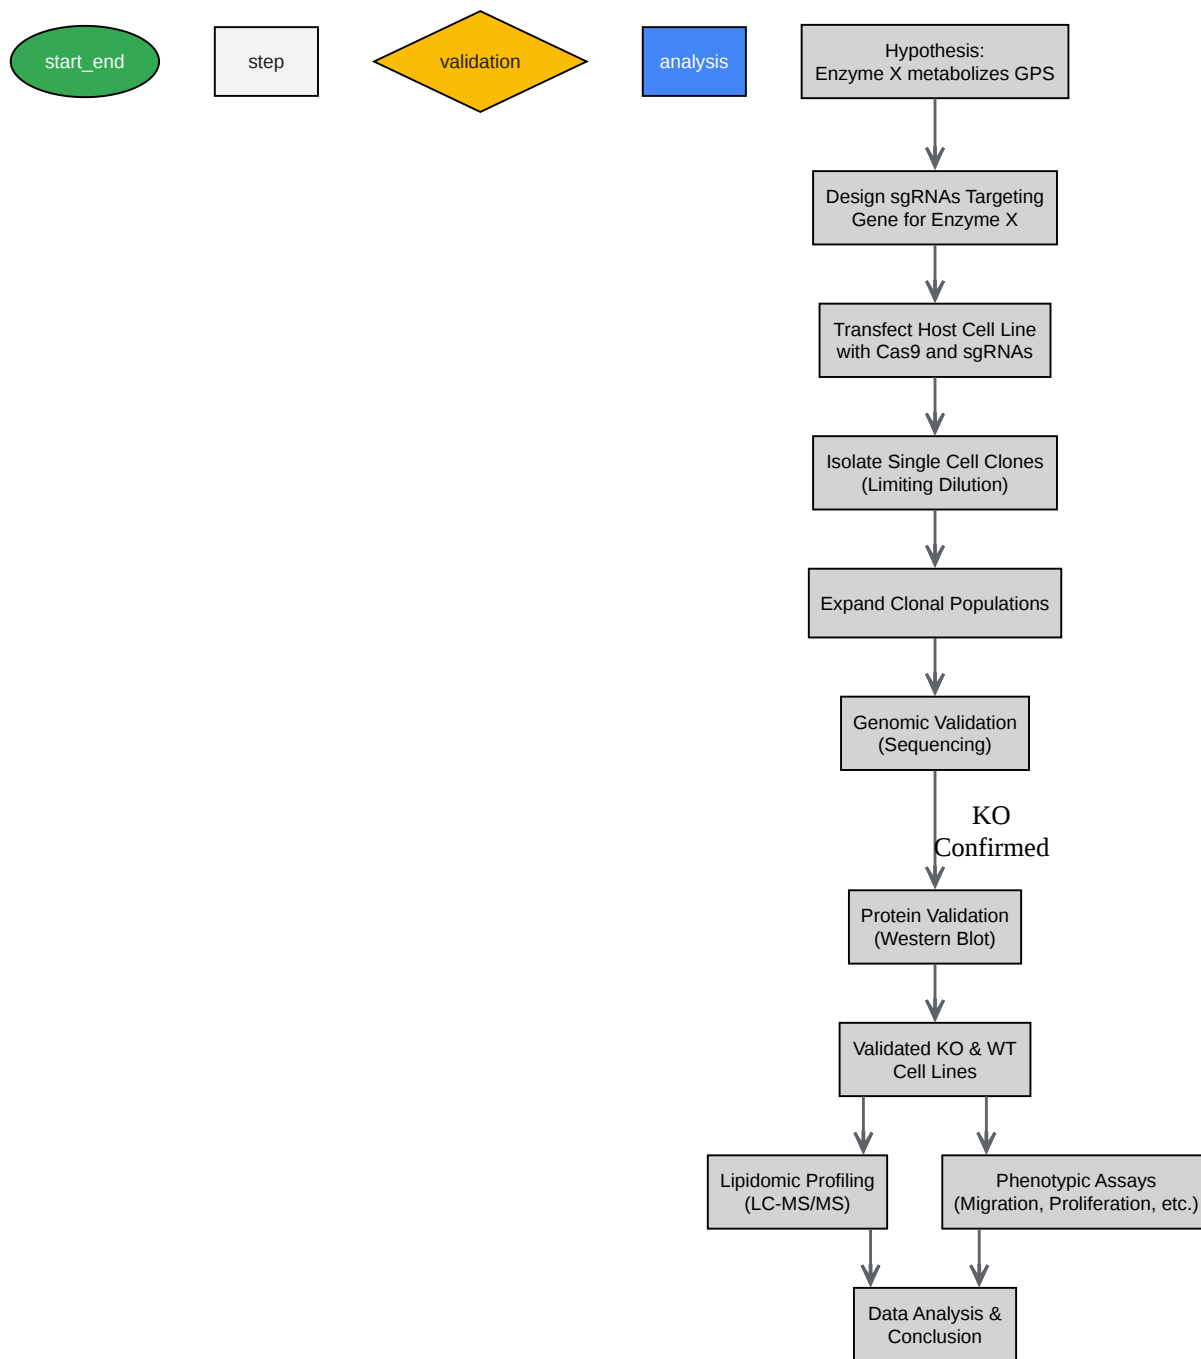 start_end
step
validation
analysis
Hypothesis:
Enzyme X metabolizes GPS
Design sgRNAs Targeting
Gene for Enzyme X
Transfect Host Cell Line
with Cas9 and sgRNAs
Isolate Single Cell Clones
(Limiting Dilution)
Expand Clonal Populations
Genomic Validation
(Sequencing)
KO
Confirmed
Protein Validation
(Western Blot)
Validated KO & WT
Cell Lines
Lipidomic Profiling
(LC-MS/MS)
Phenotypic Assays
(Migration, Proliferation, etc.)
Data Analysis &
Conclusion